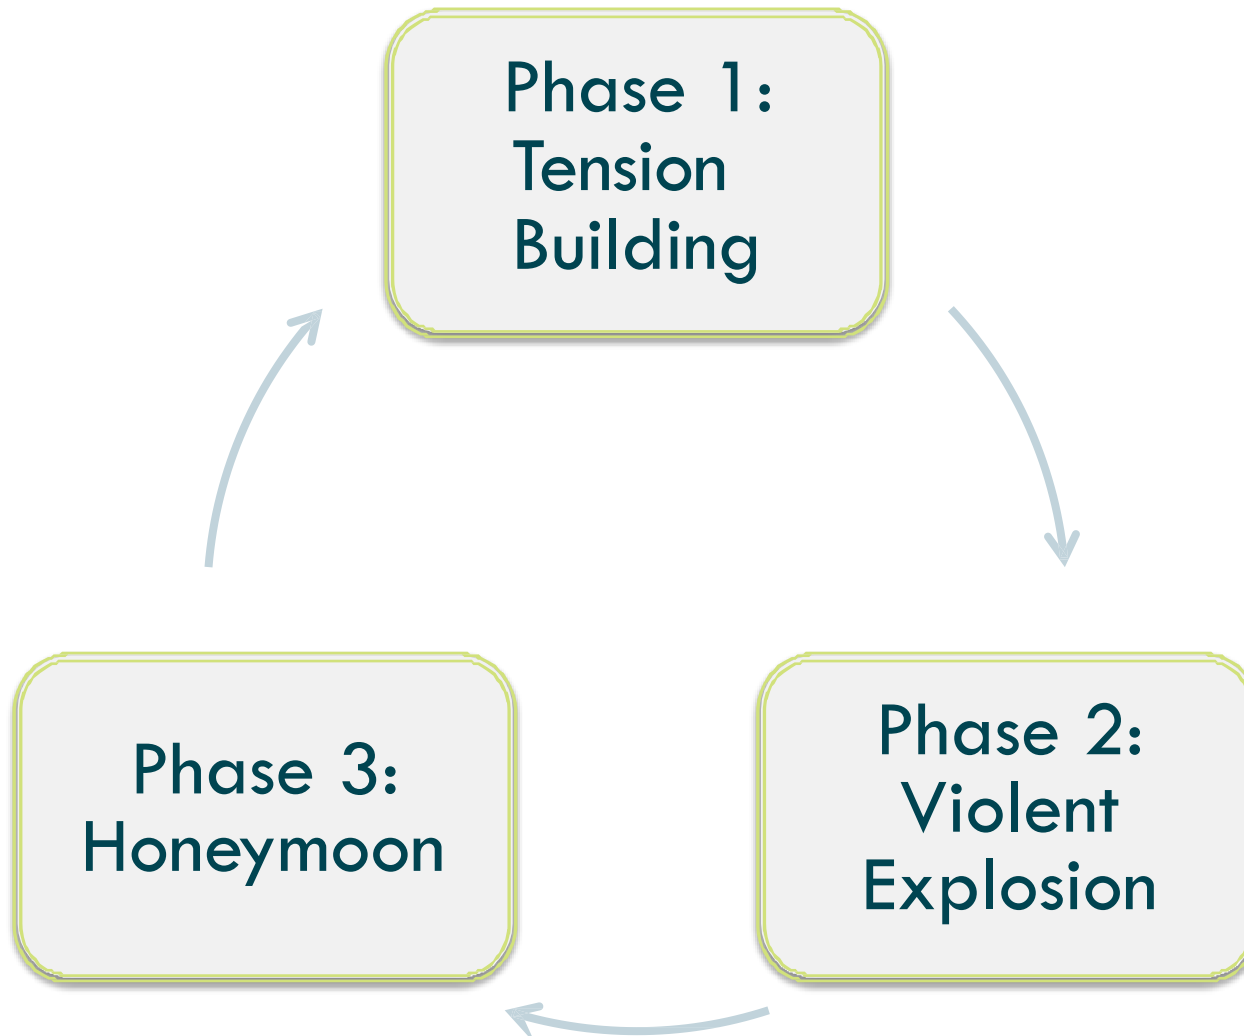 Phase 1:
Tension
Building
Phase 2:
Violent
Explosion
Phase 3:
Honeymoon